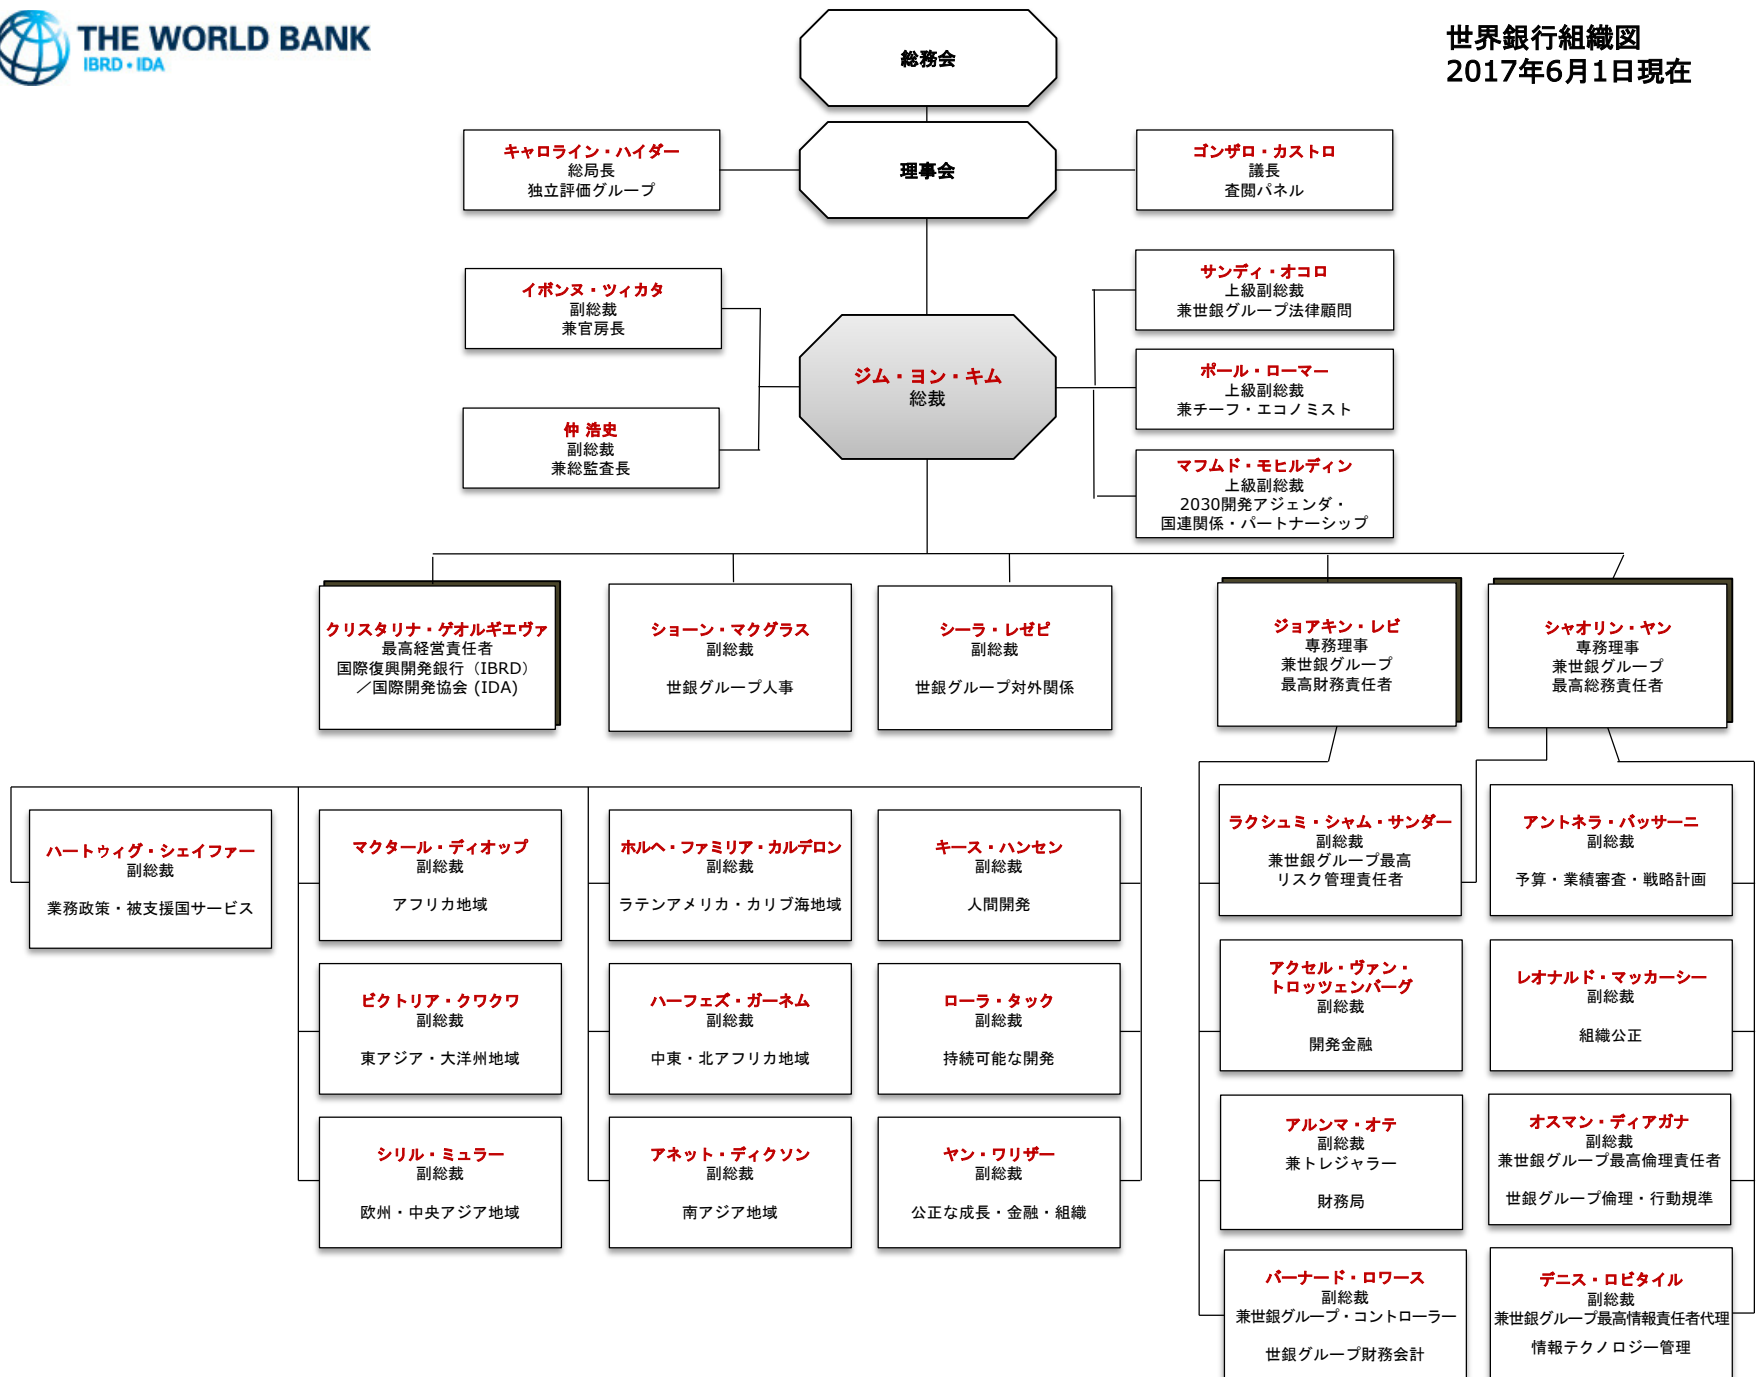 THE WORLD BANK
IBRD • IDA
世界銀行組織図
2017年6月1日現在
総務会
キャロライン・ハイダー
総局長
独立評価グループ
理事会
ゴンザロ・カストロ
議長
査閲パネル
イボンヌ・ツィカタ
副総裁
兼官房長
サンディ・オコロ
上級副総裁
兼世銀グループ法律顧問
ジム・ヨン・キム
総裁
ポール・ローマー
上級副総裁
兼チーフ・エコノミスト
仲 浩史
副総裁
兼総監査長
マフムド・モヒルディン
上級副総裁
2030開発アジェンダ・
国連関係・パートナーシップ
クリスタリナ・ゲオルギエヴァ
最高経営責任者
国際復興開発銀行（IBRD）
／国際開発協会 (IDA)
ショーン・マクグラス
副総裁
世銀グループ人事
シーラ・レゼピ
副総裁
世銀グループ対外関係
ジョアキン・レビ
専務理事
兼世銀グループ
最高財務責任者
シャオリン・ヤン
専務理事
兼世銀グループ
最高総務責任者
ハートウィグ・シェイファー
副総裁
業務政策・被支援国サービス
マクタール・ディオップ
副総裁
アフリカ地域
ホルヘ・ファミリア・カルデロン
副総裁
ラテンアメリカ・カリブ海地域
キース・ハンセン
副総裁
人間開発
ラクシュミ・シャム・サンダー
副総裁
兼世銀グループ最高
リスク管理責任者
アントネラ・バッサーニ
副総裁
予算・業績審査・戦略計画
ビクトリア・クワクワ
副総裁
東アジア・大洋州地域
ハーフェズ・ガーネム
副総裁
中東・北アフリカ地域
ローラ・タック
副総裁
持続可能な開発
アクセル・ヴァン・
トロッツェンバーグ
副総裁
開発金融
レオナルド・マッカーシー
副総裁
組織公正
シリル・ミュラー
副総裁
欧州・中央アジア地域
アネット・ディクソン
副総裁
南アジア地域
ヤン・ワリザー
副総裁
公正な成長・金融・組織
アルンマ・オテ
副総裁
兼トレジャラー
財務局
オスマン・ディアガナ
副総裁
兼世銀グループ最高倫理責任者
世銀グループ倫理・行動規準
バーナード・ロワース
副総裁
兼世銀グループ・コントローラー
世銀グループ財務会計
デニス・ロビタイル
副総裁
兼世銀グループ最高情報責任者代理
情報テクノロジー管理